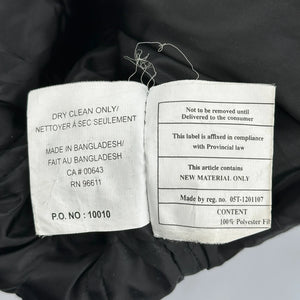 DRY CLEAN ONLY/
NETTOYER À SEC SEULEMENT
MADE IN BANGLADESH/
FAIT AU BANGLADESH
CA # 00643
RN 96611
P.O. NO : 10010
Not to be removed until
Delivered to the consumer
This label is affixed in compliance
with Provincial law
This article contains
NEW MATERIAL ONLY
Made by reg. no. 05T-1201107
CONTENT
100% Polyester Fib